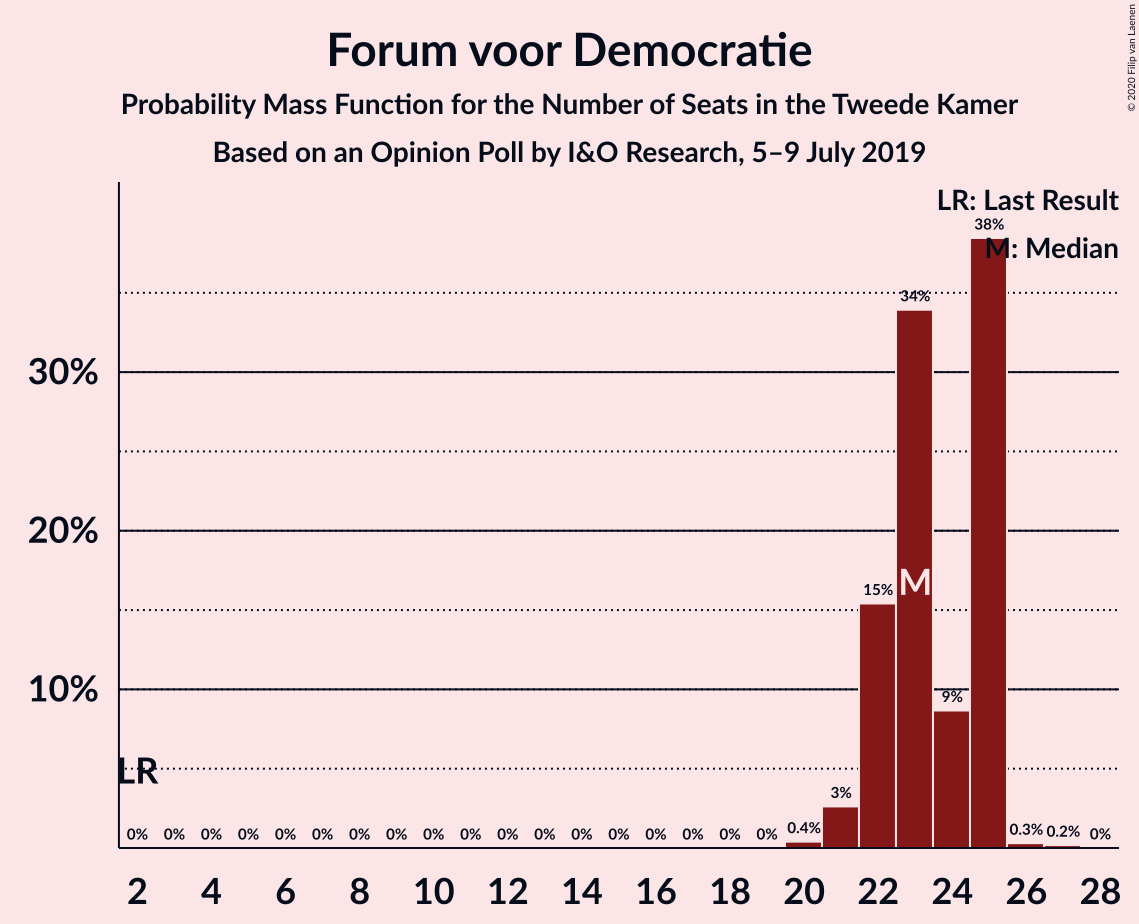 Forum voor Democratie
Probability Mass Function for the Number of Seats in the Tweede Kamer
Based on an Opinion Poll by I&O Research, 5–9 July 2019
© 2020 Filip van Laenen
LR: Last Result
M: Median
38%
34%
30%
20%
15%
M
10%
9%
LR
3%
0% 0% 0% 0% 0% 0% 0% 0% 0% 0% 0% 0% 0% 0% 0% 0% 0% 0% 0.4% 0.3% 0.2% 0%
2 4 6 8 10 12 14 16 18 20 22 24 26 28